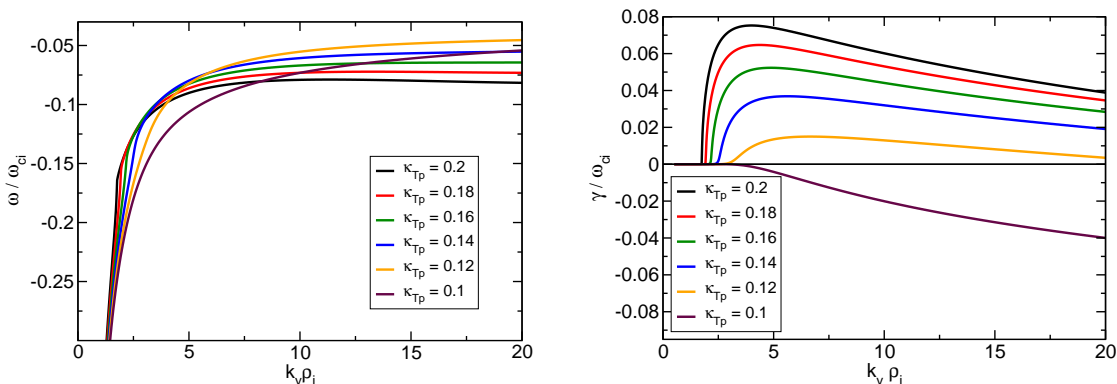 -0.05
-0.1
-0.15
-0.2
-0.25
ω / ω_ci
κ_Tp = 0.2
κ_Tp = 0.18
κ_Tp = 0.16
κ_Tp = 0.14
κ_Tp = 0.12
κ_Tp = 0.1
0 5 10 15 20
k_yρ_i
0.08
0.06
0.04
0.02
0
-0.02
-0.04
-0.06
-0.08
γ / ω_ci
κ_Tp = 0.2
κ_Tp = 0.18
κ_Tp = 0.16
κ_Tp = 0.14
κ_Tp = 0.12
κ_Tp = 0.1
0 5 10 15 20
k_y ρ_i